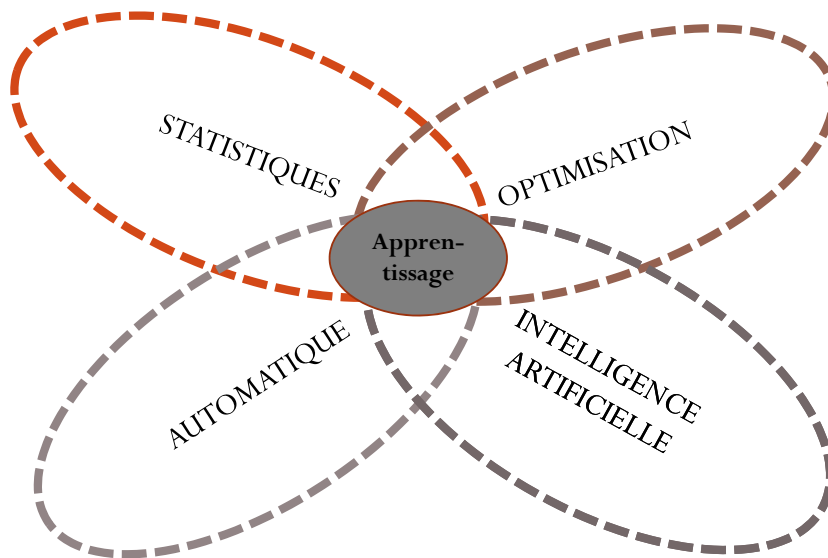 STATISTIQUES
OPTIMISATION
Appren-
tissage
AUTOMATIQUE
INTELLIGENCE
ARTIFICIELLE